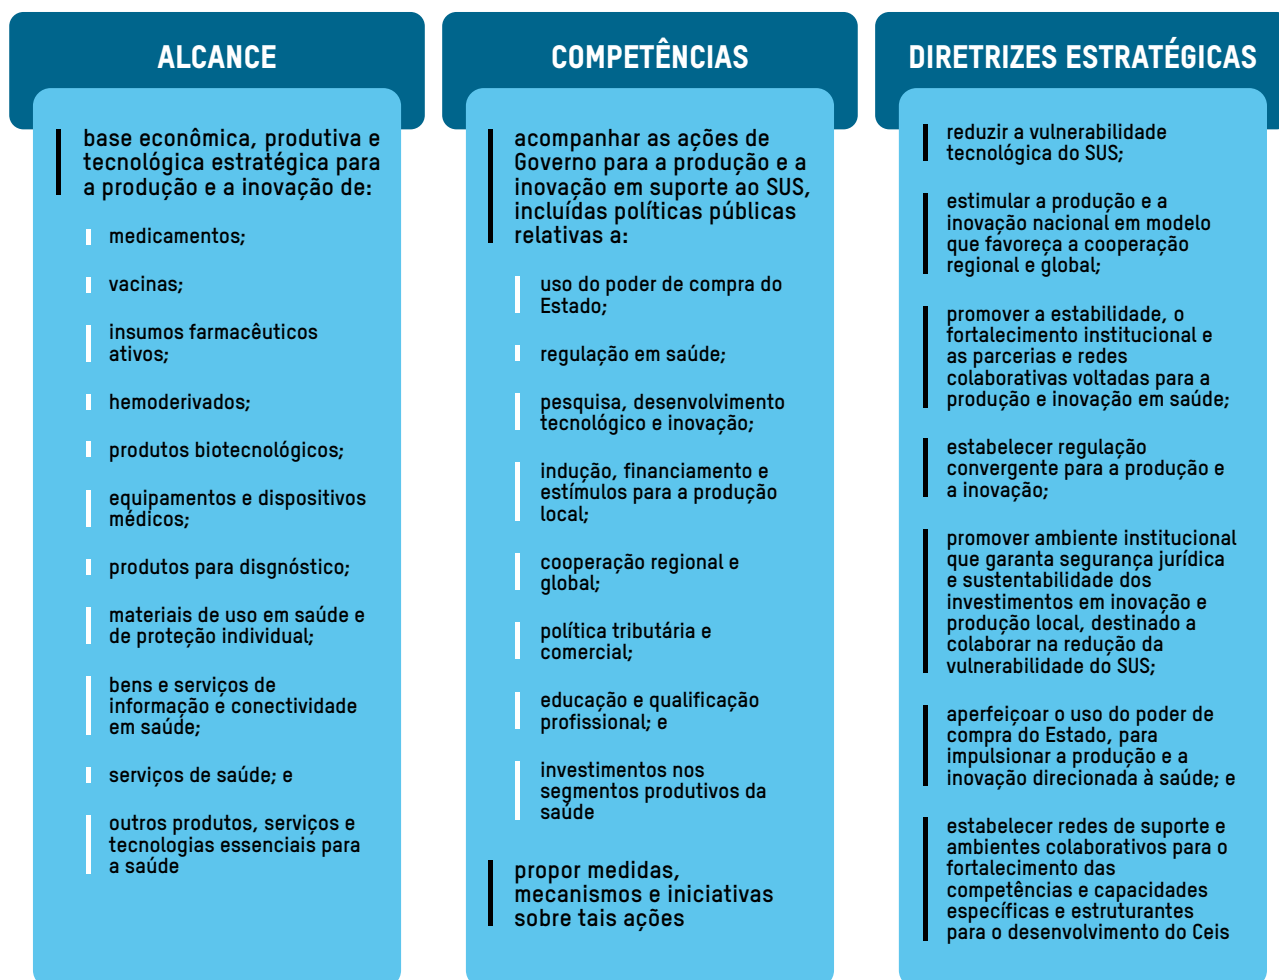 ALCANCE
base econômica, produtiva e
tecnológica estratégica para
a produção e a inovação de:
medicamentos;
vacinas;
insumos farmacêuticos
ativos;
hemoderivados;
produtos biotecnológicos;
equipamentos e dispositivos
médicos;
produtos para disgnóstico;
materiais de uso em saúde e
de proteção individual;
bens e serviços de
informação e conectividade
em saúde;
serviços de saúde; e
outros produtos, serviços e
tecnologias essenciais para
a saúde
COMPETÊNCIAS
acompanhar as ações de
Governo para a produção e a
inovação em suporte ao SUS,
incluídas políticas públicas
relativas a:
uso do poder de compra do
Estado;
regulação em saúde;
pesquisa, desenvolvimento
tecnológico e inovação;
indução, financiamento e
estímulos para a produção
local;
cooperação regional e
global;
política tributária e
comercial;
educação e qualificação
profissional; e
investimentos nos
segmentos produtivos da
saúde
propor medidas,
mecanismos e iniciativas
sobre tais ações
DIRETRIZES ESTRATÉGICAS
reduzir a vulnerabilidade
tecnológica do SUS;
estimular a produção e a
inovação nacional em modelo
que favoreça a cooperação
regional e global;
promover a estabilidade, o
fortalecimento institucional e
as parcerias e redes
colaborativas voltadas para a
produção e inovação em saúde;
estabelecer regulação
convergente para a produção e
a inovação;
promover ambiente institucional
que garanta segurança jurídica
e sustentabilidade dos
investimentos em inovação e
produção local, destinado a
colaborar na redução da
vulnerabilidade do SUS;
aperfeiçoar o uso do poder de
compra do Estado, para
impulsionar a produção e a
inovação direcionada à saúde; e
estabelecer redes de suporte e
ambientes colaborativos para o
fortalecimento das
competências e capacidades
específicas e estruturantes
para o desenvolvimento do Ceis